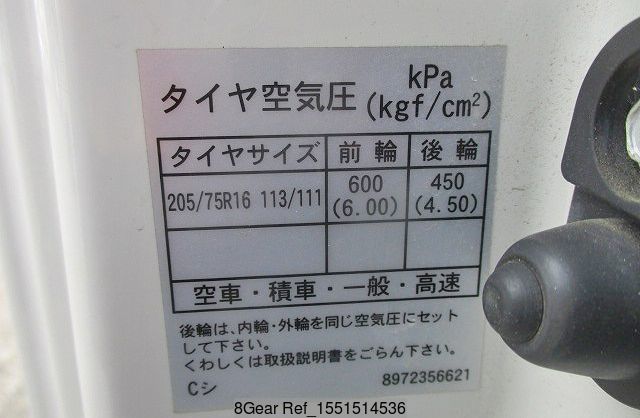 タイヤ空気圧 kPa (kgf/cm²)
タイヤサイズ 前輪 後輪
205/75R16 113/111 600 (6.00) 450 (4.50)
空車・積車・一般・高速
後輪は、内輪・外輪を同じ空気圧にセット
して下さい。
くわしくは取扱説明書をごらん下さい。
Cシ 8972356621
8Gear Ref_1551514536